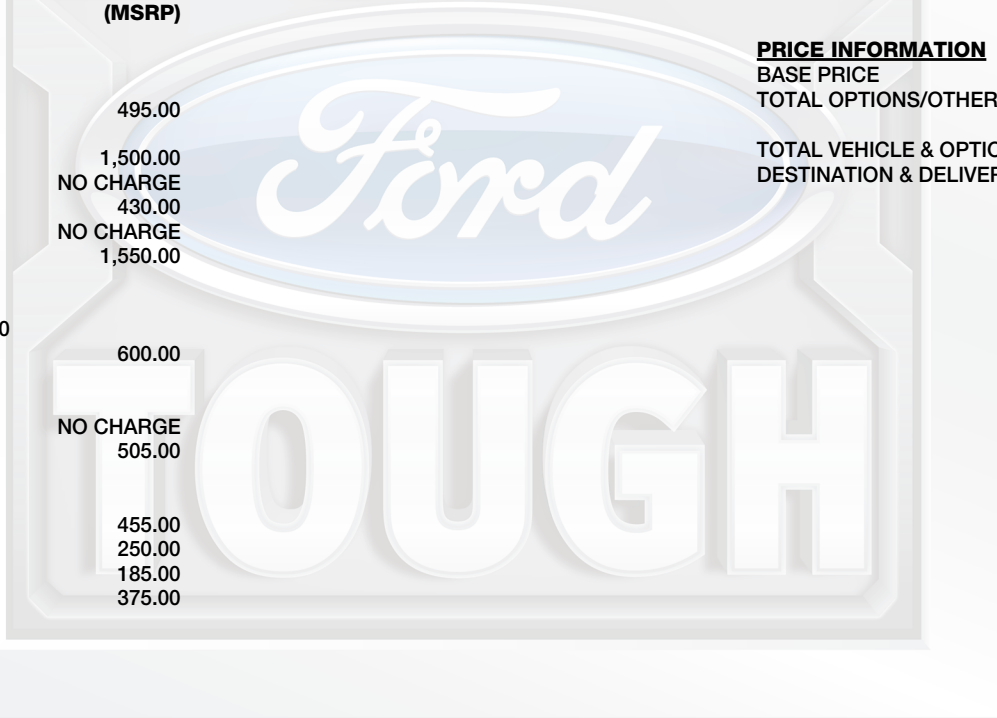 (MSRP)
495.00
1,500.00
NO CHARGE
430.00
NO CHARGE
1,550.00
0
600.00
NO CHARGE
505.00
455.00
250.00
185.00
375.00
PRICE INFORMATION
BASE PRICE
TOTAL OPTIONS/OTHER
TOTAL VEHICLE & OPTIO
DESTINATION & DELIVER
Ford
TOUGH